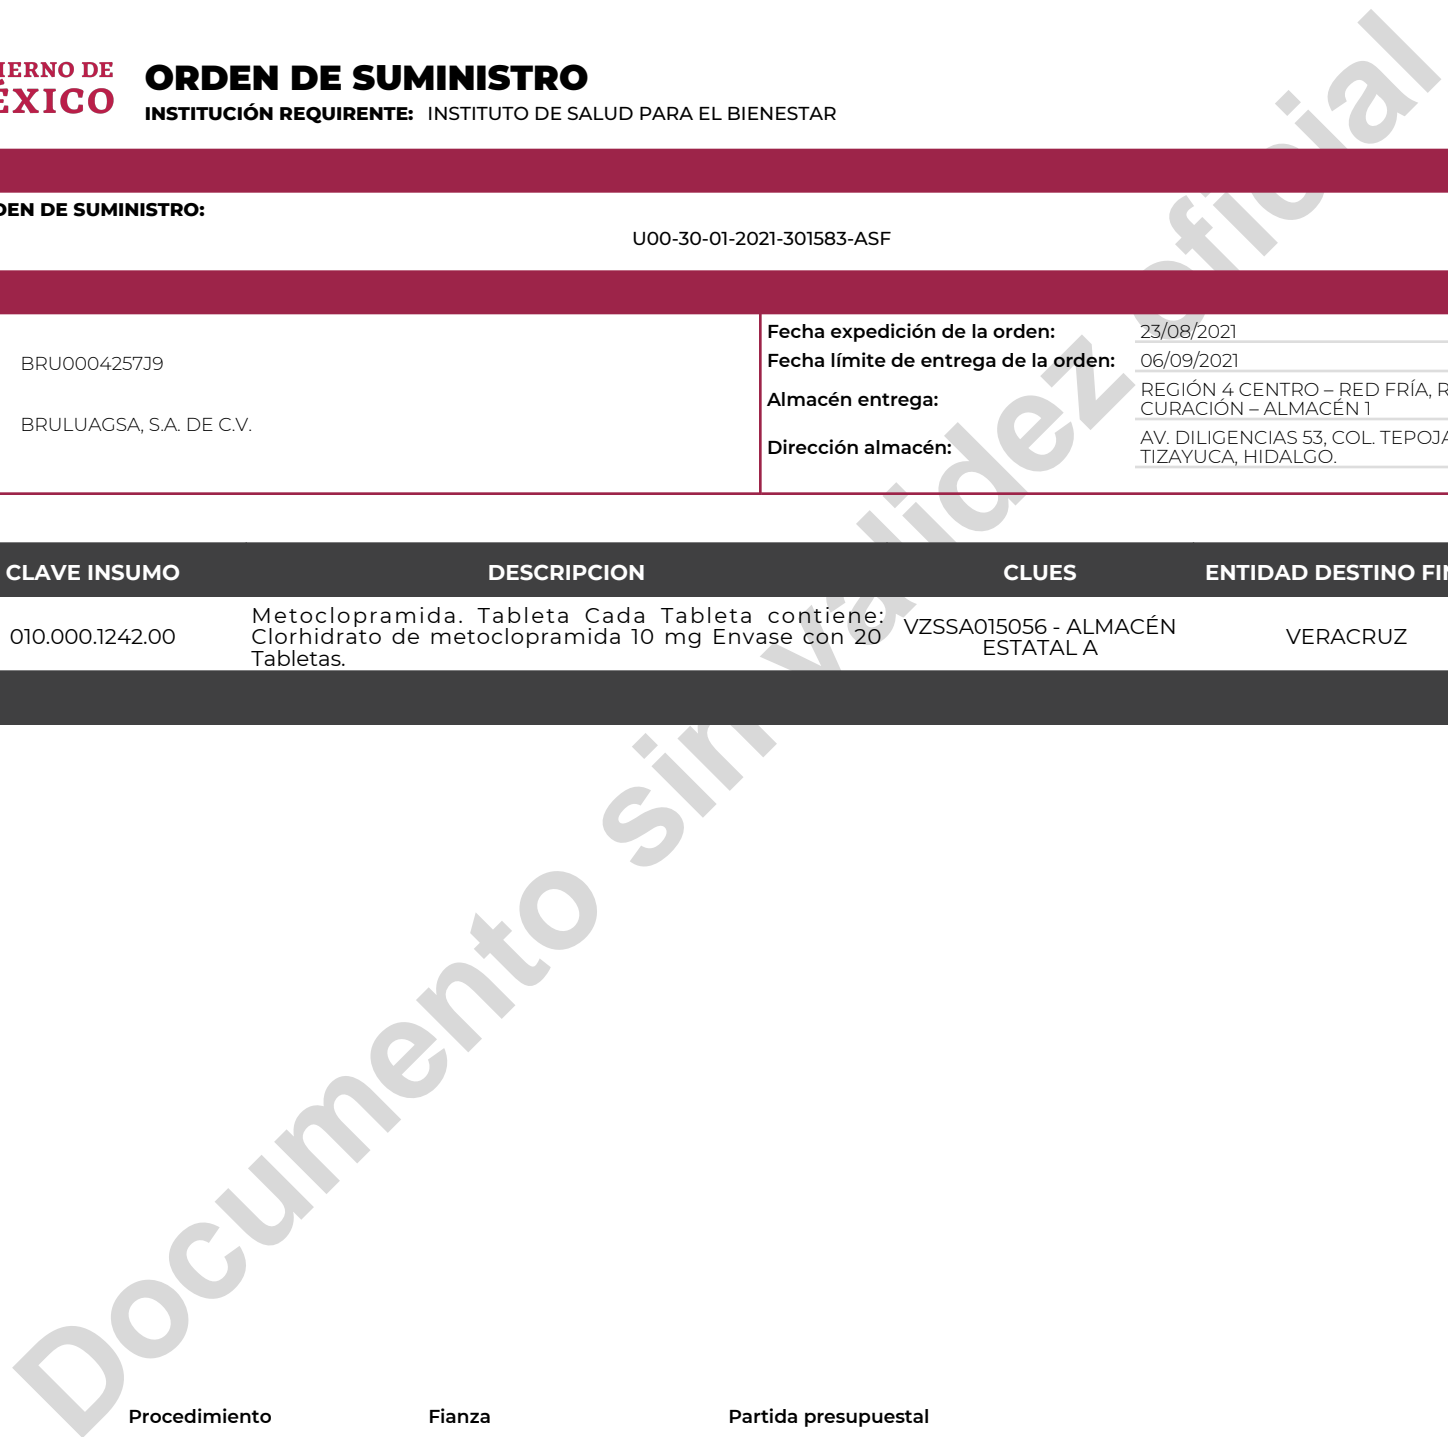 IERNO DE
ÉXICO
ORDEN DE SUMINISTRO
INSTITUCIÓN REQUIRENTE: INSTITUTO DE SALUD PARA EL BIENESTAR
DEN DE SUMINISTRO:
U00-30-01-2021-301583-ASF
BRU0004257J9
BRULUAGSA, S.A. DE C.V.
Fecha expedición de la orden: 23/08/2021
Fecha límite de entrega de la orden: 06/09/2021
Almacén entrega: REGIÓN 4 CENTRO – RED FRÍA, R
CURACIÓN – ALMACÉN 1
Dirección almacén: AV. DILIGENCIAS 53, COL. TEPOJA
TIZAYUCA, HIDALGO.
CLAVE INSUMO DESCRIPCION CLUES ENTIDAD DESTINO FIN
010.000.1242.00
Metoclopramida. Tableta Cada Tableta contiene:
Clorhidrato de metoclopramida 10 mg Envase con 20
Tabletas.
VZSSA015056 - ALMACÉN
ESTATAL A
VERACRUZ
Documento sin validez oficial
Procedimiento Fianza Partida presupuestal